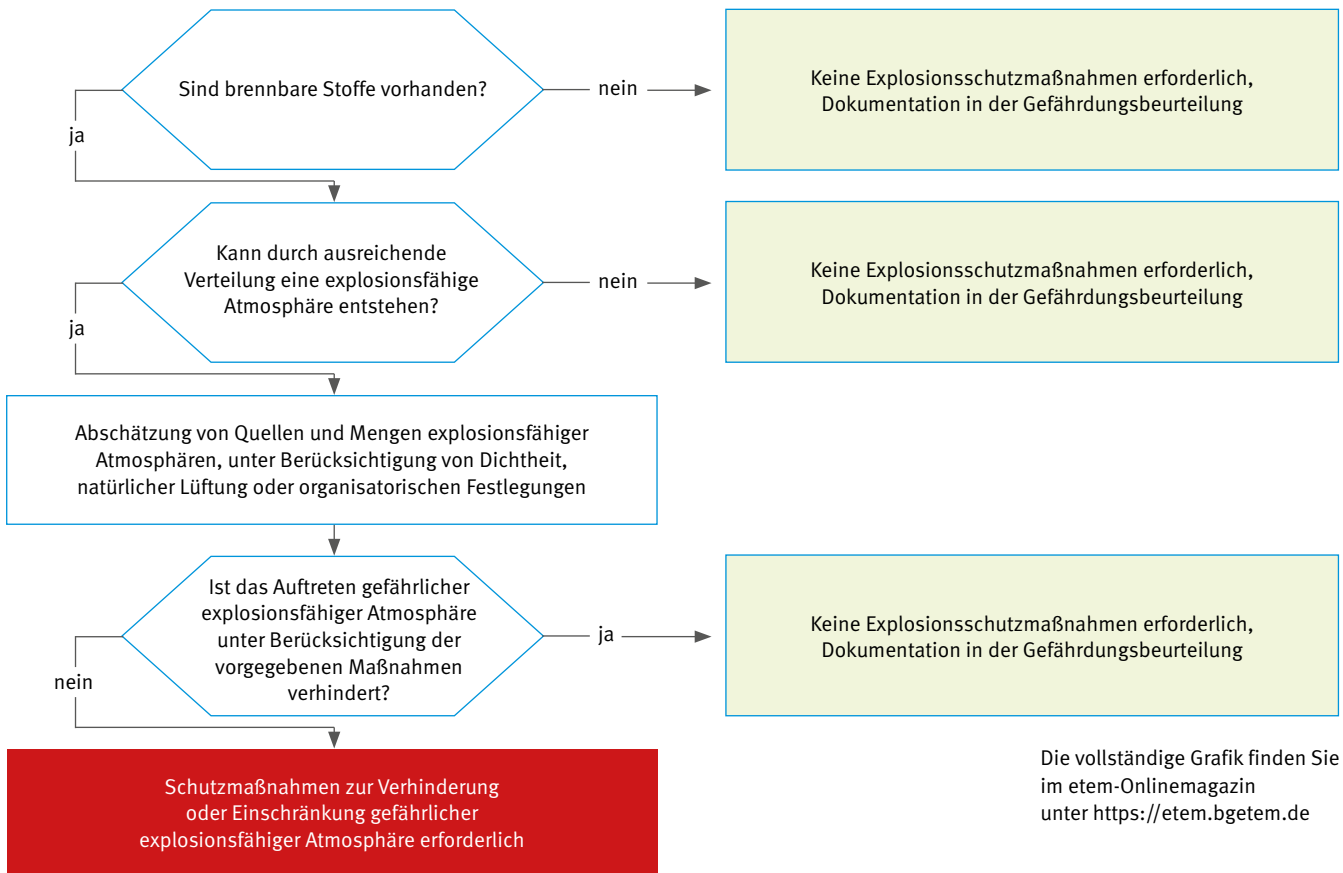 Sind brennbare Stoffe vorhanden?
nein
Keine Explosionsschutzmaßnahmen erforderlich,
Dokumentation in der Gefährdungsbeurteilung
ja
Kann durch ausreichende
Verteilung eine explosionsfähige
Atmosphäre entstehen?
nein
Keine Explosionsschutzmaßnahmen erforderlich,
Dokumentation in der Gefährdungsbeurteilung
ja
Abschätzung von Quellen und Mengen explosionsfähiger
Atmosphären, unter Berücksichtigung von Dichtheit,
natürlicher Lüftung oder organisatorischen Festlegungen
Ist das Auftreten gefährlicher
explosionsfähiger Atmosphäre
unter Berücksichtigung der
vorgegebenen Maßnahmen
verhindert?
ja
Keine Explosionsschutzmaßnahmen erforderlich,
Dokumentation in der Gefährdungsbeurteilung
nein
Schutzmaßnahmen zur Verhinderung
oder Einschränkung gefährlicher
explosionsfähiger Atmosphäre erforderlich
Die vollständige Grafik finden Sie
im etem-Onlinemagazin
unter https://etem.bgetem.de